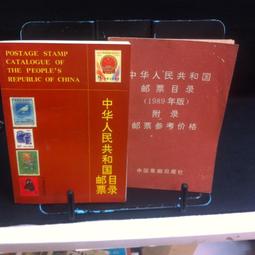 POSTAGE STAMP
CATALOGUE OF THE PEOPLE'S
REPUBLIC OF CHINA
中华人民共和国
邮票目录
中华人民共和国
邮票目录
(1989年版)
附录
邮票参考价格
中国集邮出版社